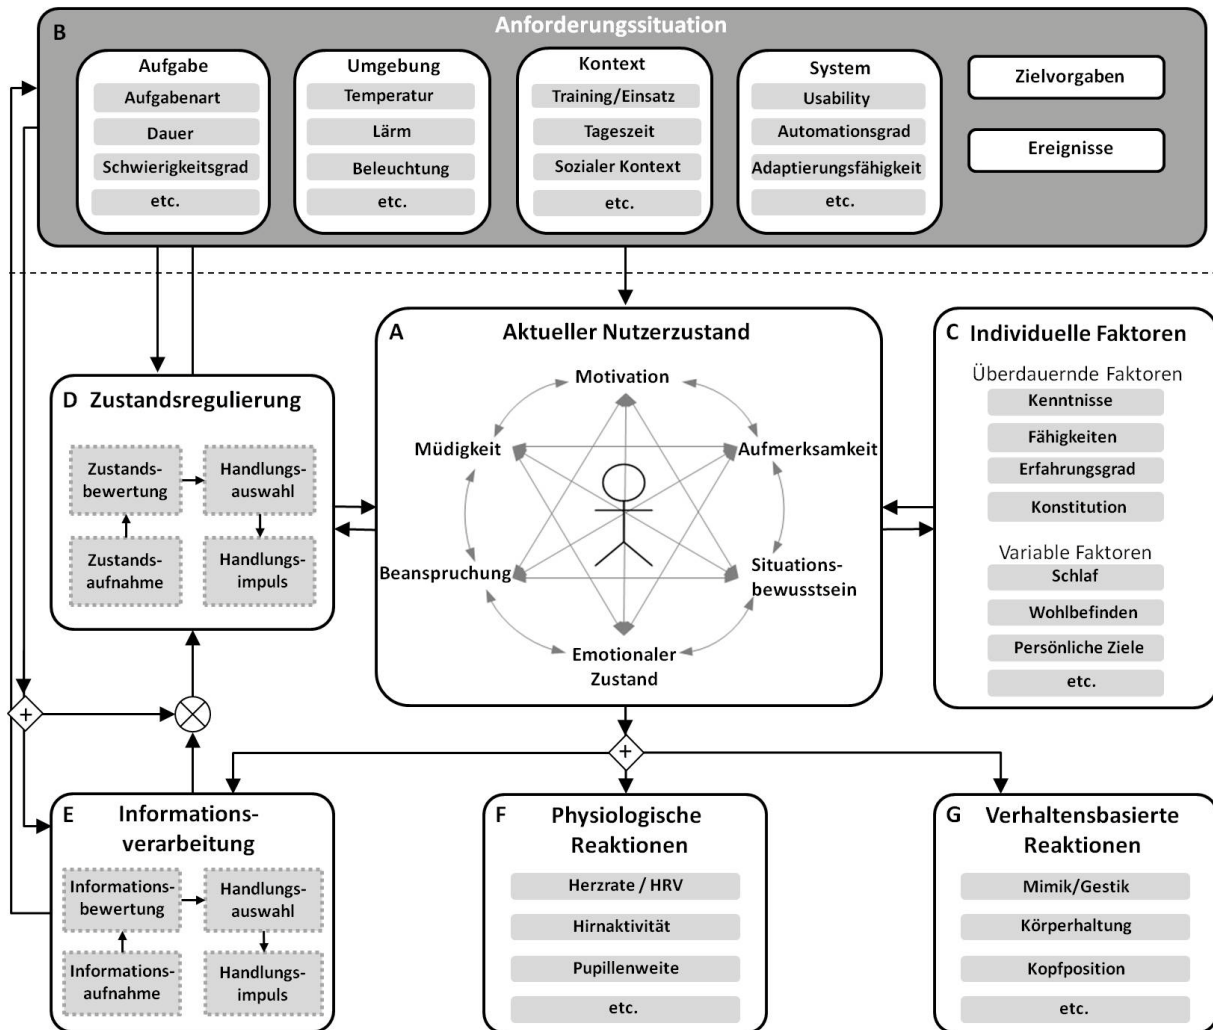 B
Anforderungssituation
Aufgabe
Aufgabenart
Dauer
Schwierigkeitsgrad
etc.
Umgebung
Temperatur
Lärm
Beleuchtung
etc.
Kontext
Training/Einsatz
Tageszeit
Sozialer Kontext
etc.
System
Usability
Automationsgrad
Adaptierungsfähigkeit
etc.
Zielvorgaben
Ereignisse
D Zustandsregulierung
Zustands-
bewertung
Handlungs-
auswahl
Zustands-
aufnahme
Handlungs-
impuls
A
Aktueller Nutzerzustand
Motivation
Müdigkeit
Aufmerksamkeit
Beanspruchung
Situations-
bewusstsein
Emotionaler
Zustand
C Individuelle Faktoren
Überdauernde Faktoren
Kenntnisse
Fähigkeiten
Erfahrungsgrad
Konstitution
Variable Faktoren
Schlaf
Wohlbefinden
Persönliche Ziele
etc.
+
+
E Informations-
verarbeitung
Informations-
bewertung
Handlungs-
auswahl
Informations-
aufnahme
Handlungs-
impuls
F Physiologische
Reaktionen
Herzrate / HRV
Hirnaktivität
Pupillenweite
etc.
G Verhaltensbasierte
Reaktionen
Mimik/Gestik
Körperhaltung
Kopfposition
etc.